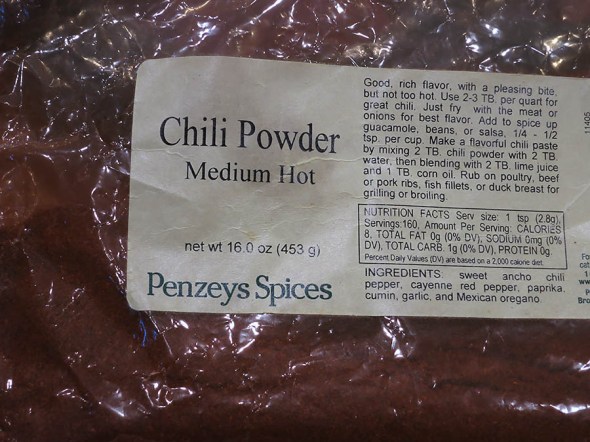 Chili Powder
Medium Hot
net wt 16.0 oz (453 g)
Penzeys Spices
Good, rich flavor, with a pleasing bite,
but not too hot. Use 2-3 TB. per quart for
great chili. Just fry with the meat or
onions for best flavor. Add to spice up
guacamole, beans, or salsa, 1/4 - 1/2
tsp. per cup. Make a flavorful chili paste
by mixing 2 TB. chili powder with 2 TB.
water, then blending with 2 TB. lime juice
and 1 TB. corn oil. Rub on poultry, beef
or pork ribs, fish fillets, or duck breast for
grilling or broiling.
NUTRITION FACTS Serv size: 1 tsp (2.8g),
Servings:160, Amount Per Serving: CALORIES
8, TOTAL FAT 0g (0% DV), SODIUM 0mg (0%
DV), TOTAL CARB. 1g (0% DV), PROTEIN 0g.
Percent Daily Values (DV) are based on a 2,000 calorie diet.
INGREDIENTS: sweet ancho chili
pepper, cayenne red pepper, paprika,
cumin, garlic, and Mexican oregano.
11405
Fo
cat
1
ww
P
Bro